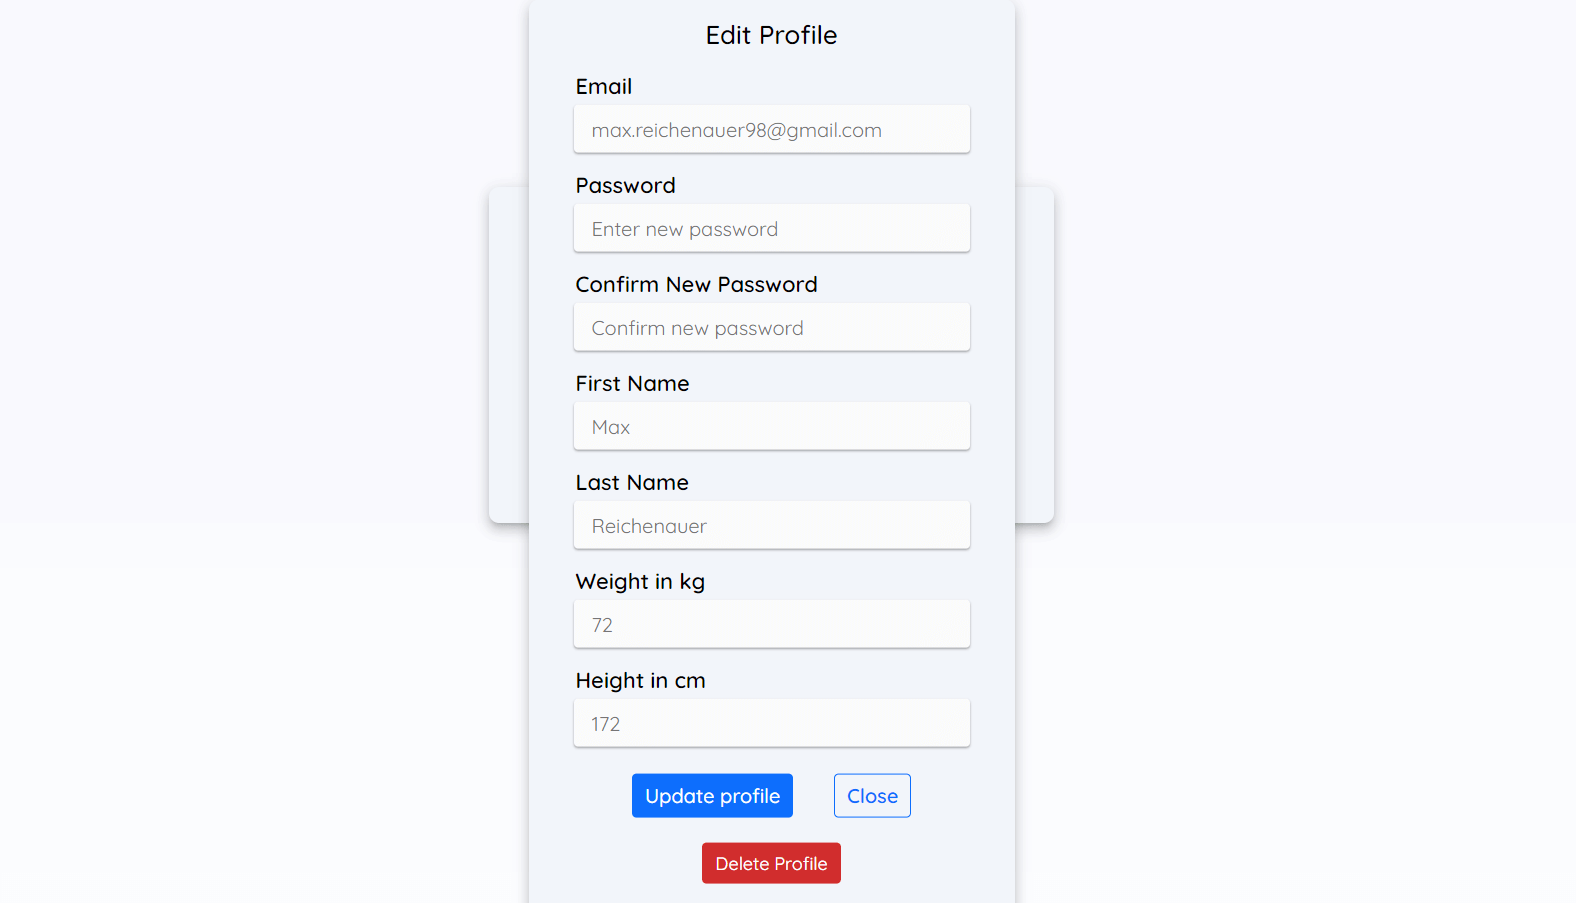 Edit Profile
Email
max.reichenauer98@gmail.com
Password
Enter new password
Confirm New Password
Confirm new password
First Name
Max
Last Name
Reichenauer
Weight in kg
72
Height in cm
172
Update profile Close
Delete Profile